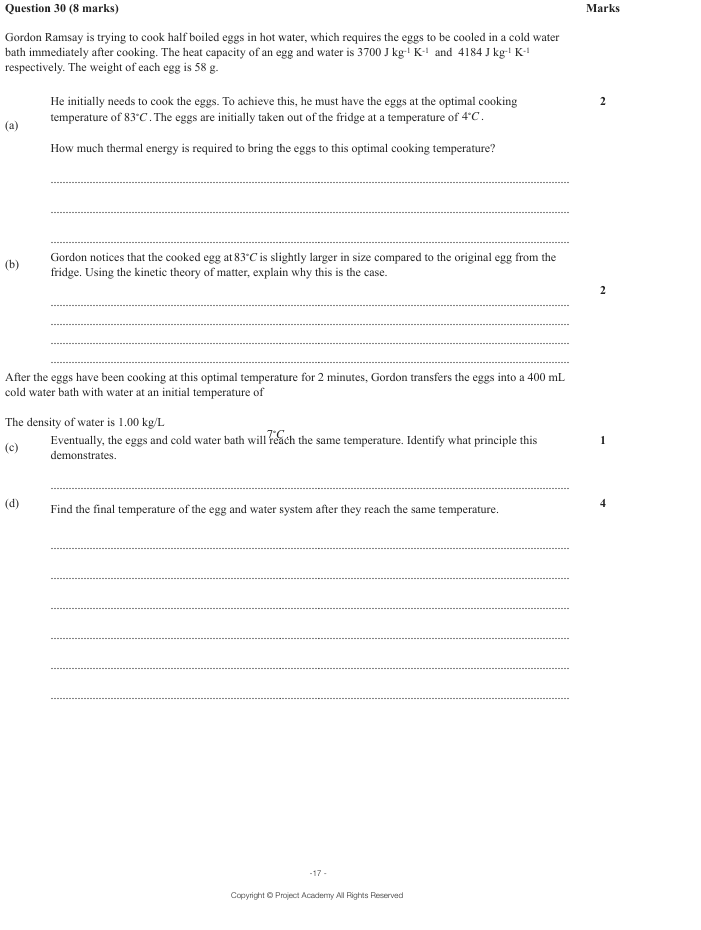 Question 30 (8 marks) Marks
Gordon Ramsay is trying to cook half boiled eggs in hot water, which requires the eggs to be cooled in a cold water
bath immediately after cooking. The heat capacity of an egg and water is 3700 J kg⁻¹ K⁻¹ and 4184 J kg⁻¹ K⁻¹
respectively. The weight of each egg is 58 g.
He initially needs to cook the eggs. To achieve this, he must have the eggs at the optimal cooking 2
temperature of 83°C. The eggs are initially taken out of the fridge at a temperature of 4°C.
(a)
How much thermal energy is required to bring the eggs to this optimal cooking temperature?
(b) Gordon notices that the cooked egg at 83°C is slightly larger in size compared to the original egg from the
fridge. Using the kinetic theory of matter, explain why this is the case.
2
After the eggs have been cooking at this optimal temperature for 2 minutes, Gordon transfers the eggs into a 400 mL
cold water bath with water at an initial temperature of
The density of water is 1.00 kg/L
7°C
(c) Eventually, the eggs and cold water bath will reach the same temperature. Identify what principle this 1
demonstrates.
(d) Find the final temperature of the egg and water system after they reach the same temperature. 4
-17 -
Copyright © Project Academy All Rights Reserved